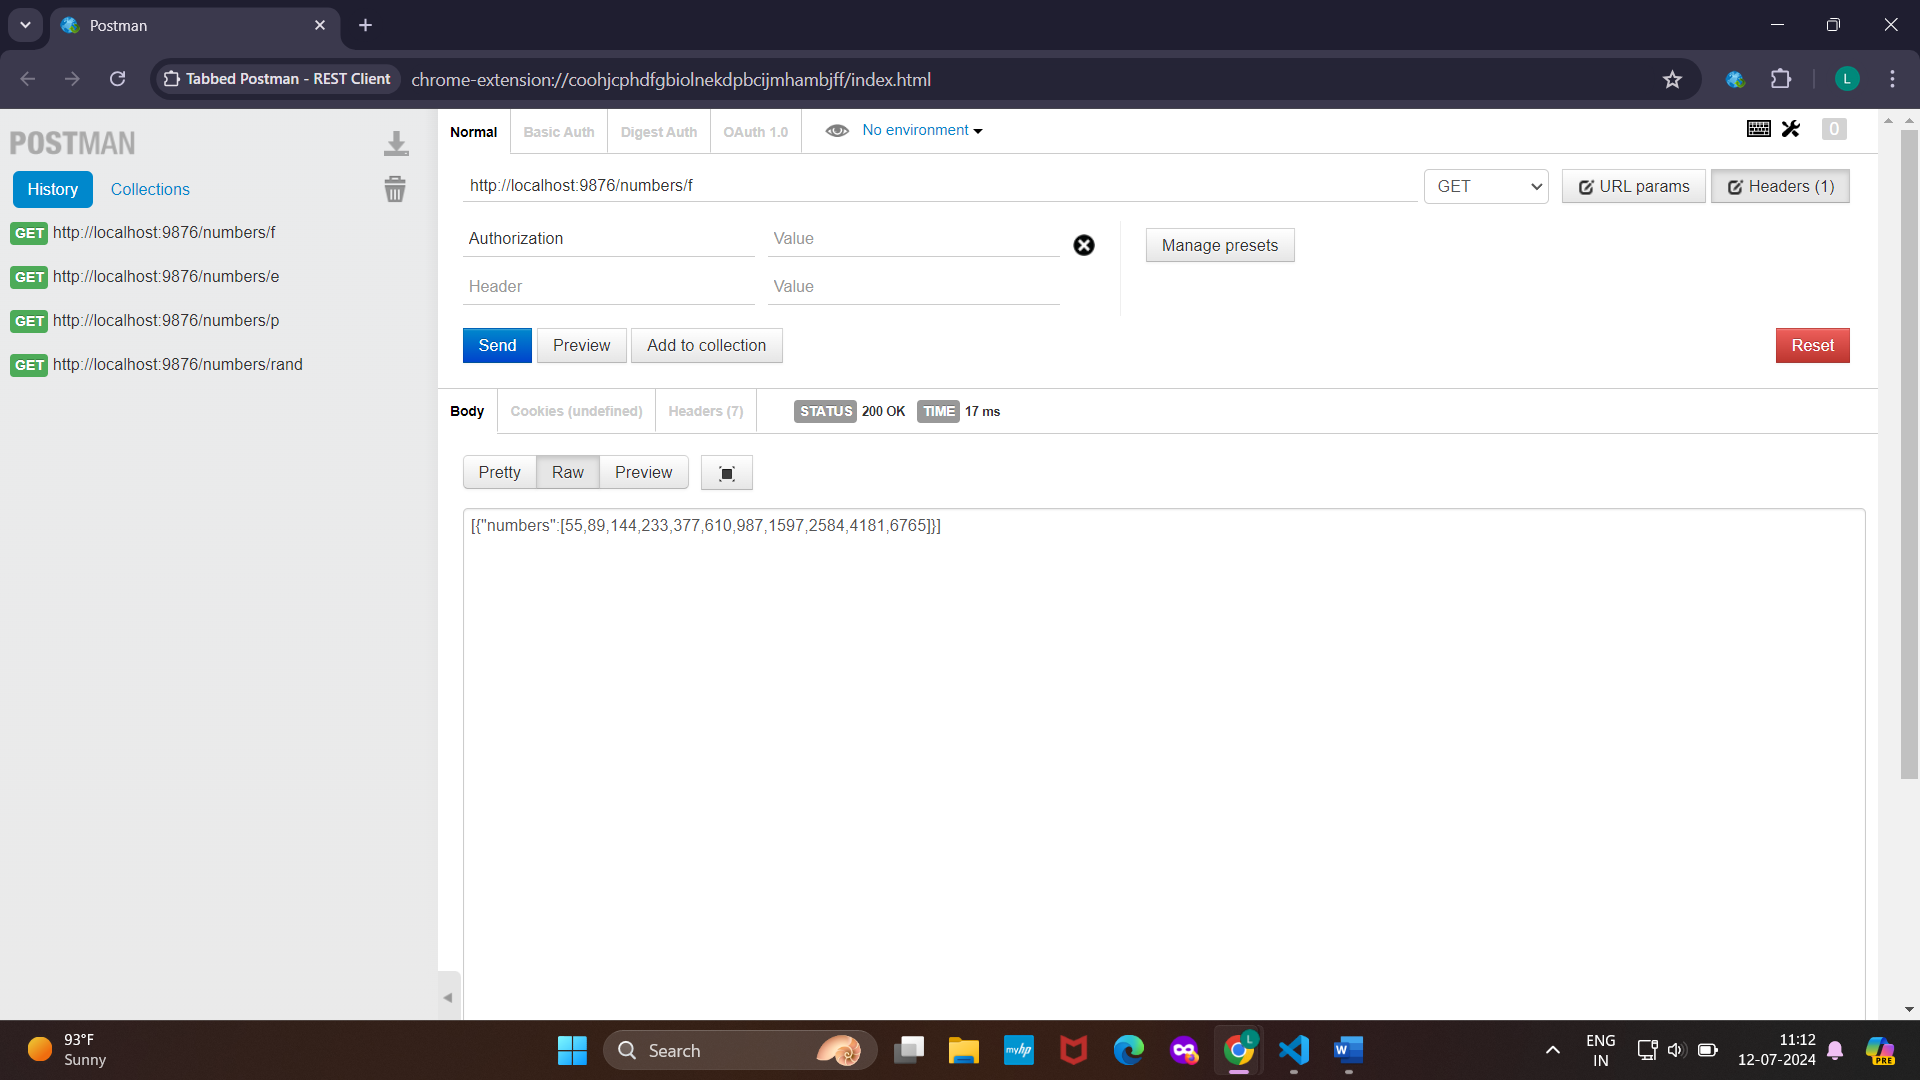 Postman
Tabbed Postman - REST Client
chrome-extension://coohjcphdfgbiolnekdpbcijmhambjff/index.html
L
POSTMAN
History
Collections
GET http://localhost:9876/numbers/f
GET http://localhost:9876/numbers/e
GET http://localhost:9876/numbers/p
GET http://localhost:9876/numbers/rand
Normal
Basic Auth
Digest Auth
OAuth 1.0
No environment
0
http://localhost:9876/numbers/f
GET
URL params
Headers (1)
Authorization
Value
Manage presets
Header
Value
Send
Preview
Add to collection
Reset
Body
Cookies (undefined)
Headers (7)
STATUS 200 OK TIME 17 ms
Pretty
Raw
Preview
[{"numbers":[55,89,144,233,377,610,987,1597,2584,4181,6765]}]
93°F
Sunny
Search
myhp
L
W
ENG
IN
11:12
12-07-2024
PRE